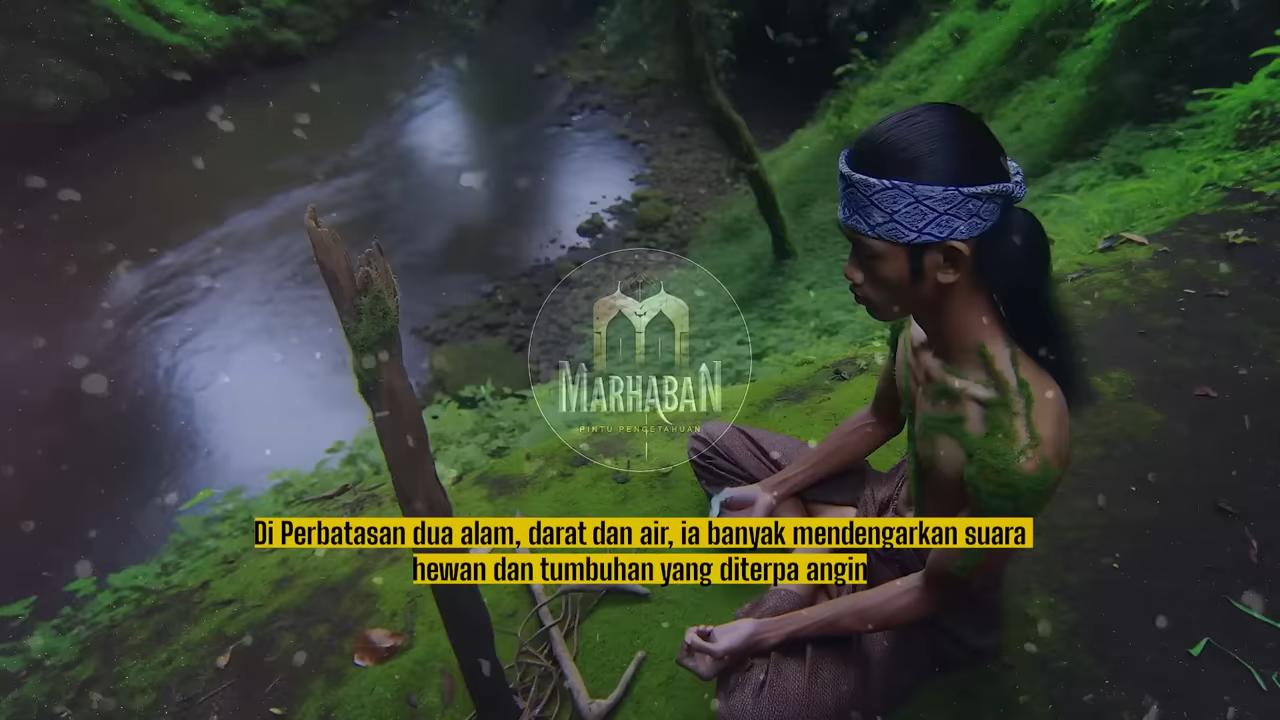 MARHABAN
PINTU PENGETAHUAN
Di Perbatasan dua alam, darat dan air, ia banyak mendengarkan suara
hewan dan tumbuhan yang diterpa angin